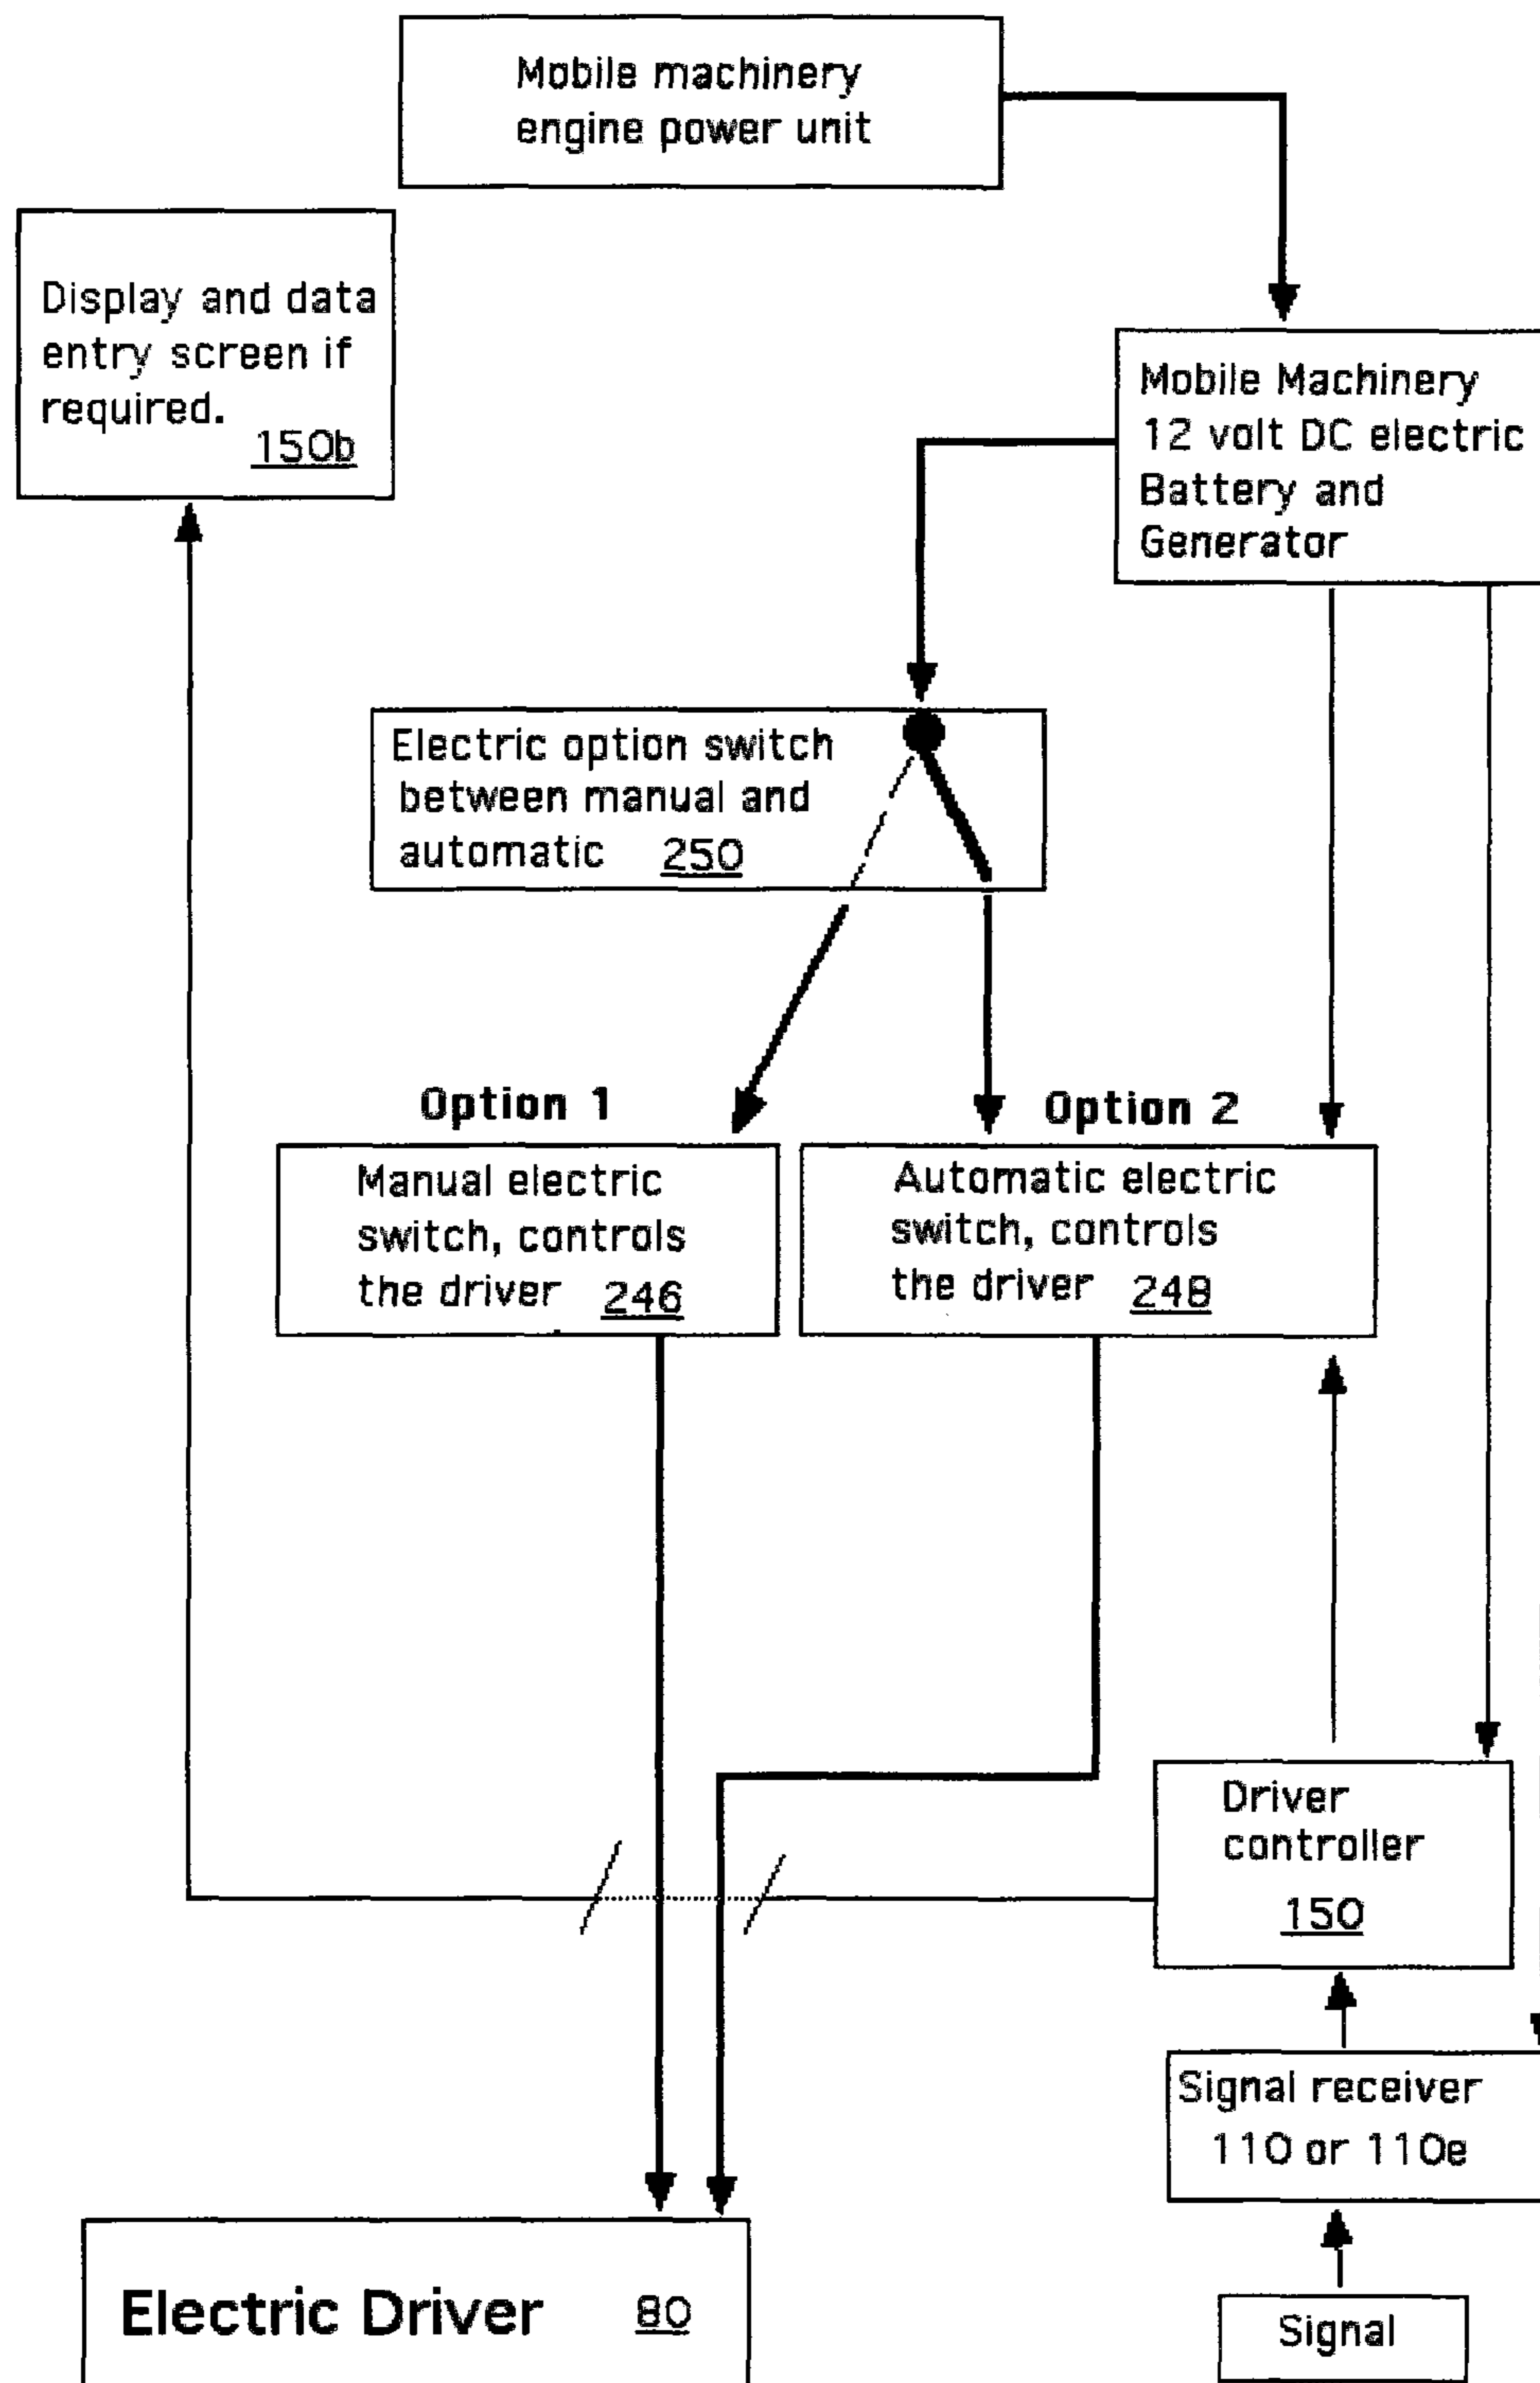 Mobile machinery
engine power unit
Display and data
entry screen if
required.
150b
Mobile Machinery
12 volt DC electric
Battery and
Generator
Electric option switch
between manual and
automatic 250
Option 1
Option 2
Manual electric
switch, controls
the driver 246
Automatic electric
switch, controls
the driver 248
Driver
controller
150
Signal receiver
110 or 110e
Electric Driver 80
Signal